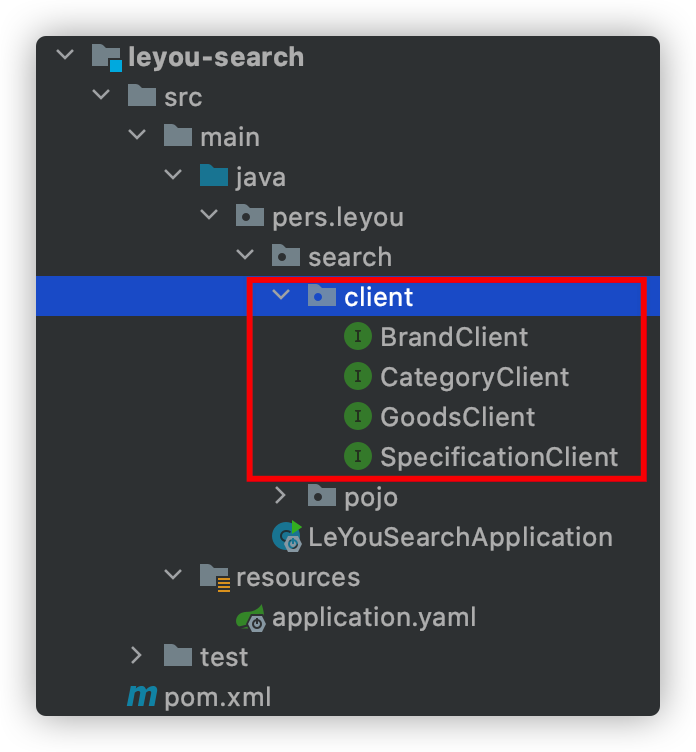 leyou-search
src
main
java
pers.leyou
search
client
I BrandClient
I CategoryClient
I GoodsClient
I SpecificationClient
pojo
LeYouSearchApplication
resources
application.yaml
test
m pom.xml